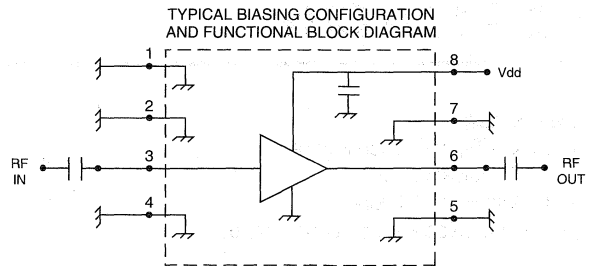 TYPICAL BIASING CONFIGURATION
AND FUNCTIONAL BLOCK DIAGRAM
1
8
Vdd
2
7
RF
IN
3
6
RF
OUT
4
5